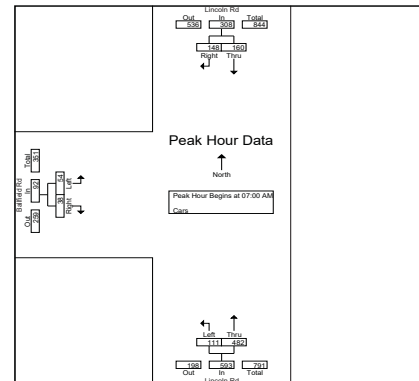 Lincoln Rd
Out In Total
536 308 844
148 160
Right Thru
Peak Hour Data
North
Peak Hour Begins at 07:00 AM
Cars
Ballfield Rd
Out In Total
259 92 351
38 54
Right Left
Left Thru
111 482
198 593 791
Out In Total
Lincoln Rd